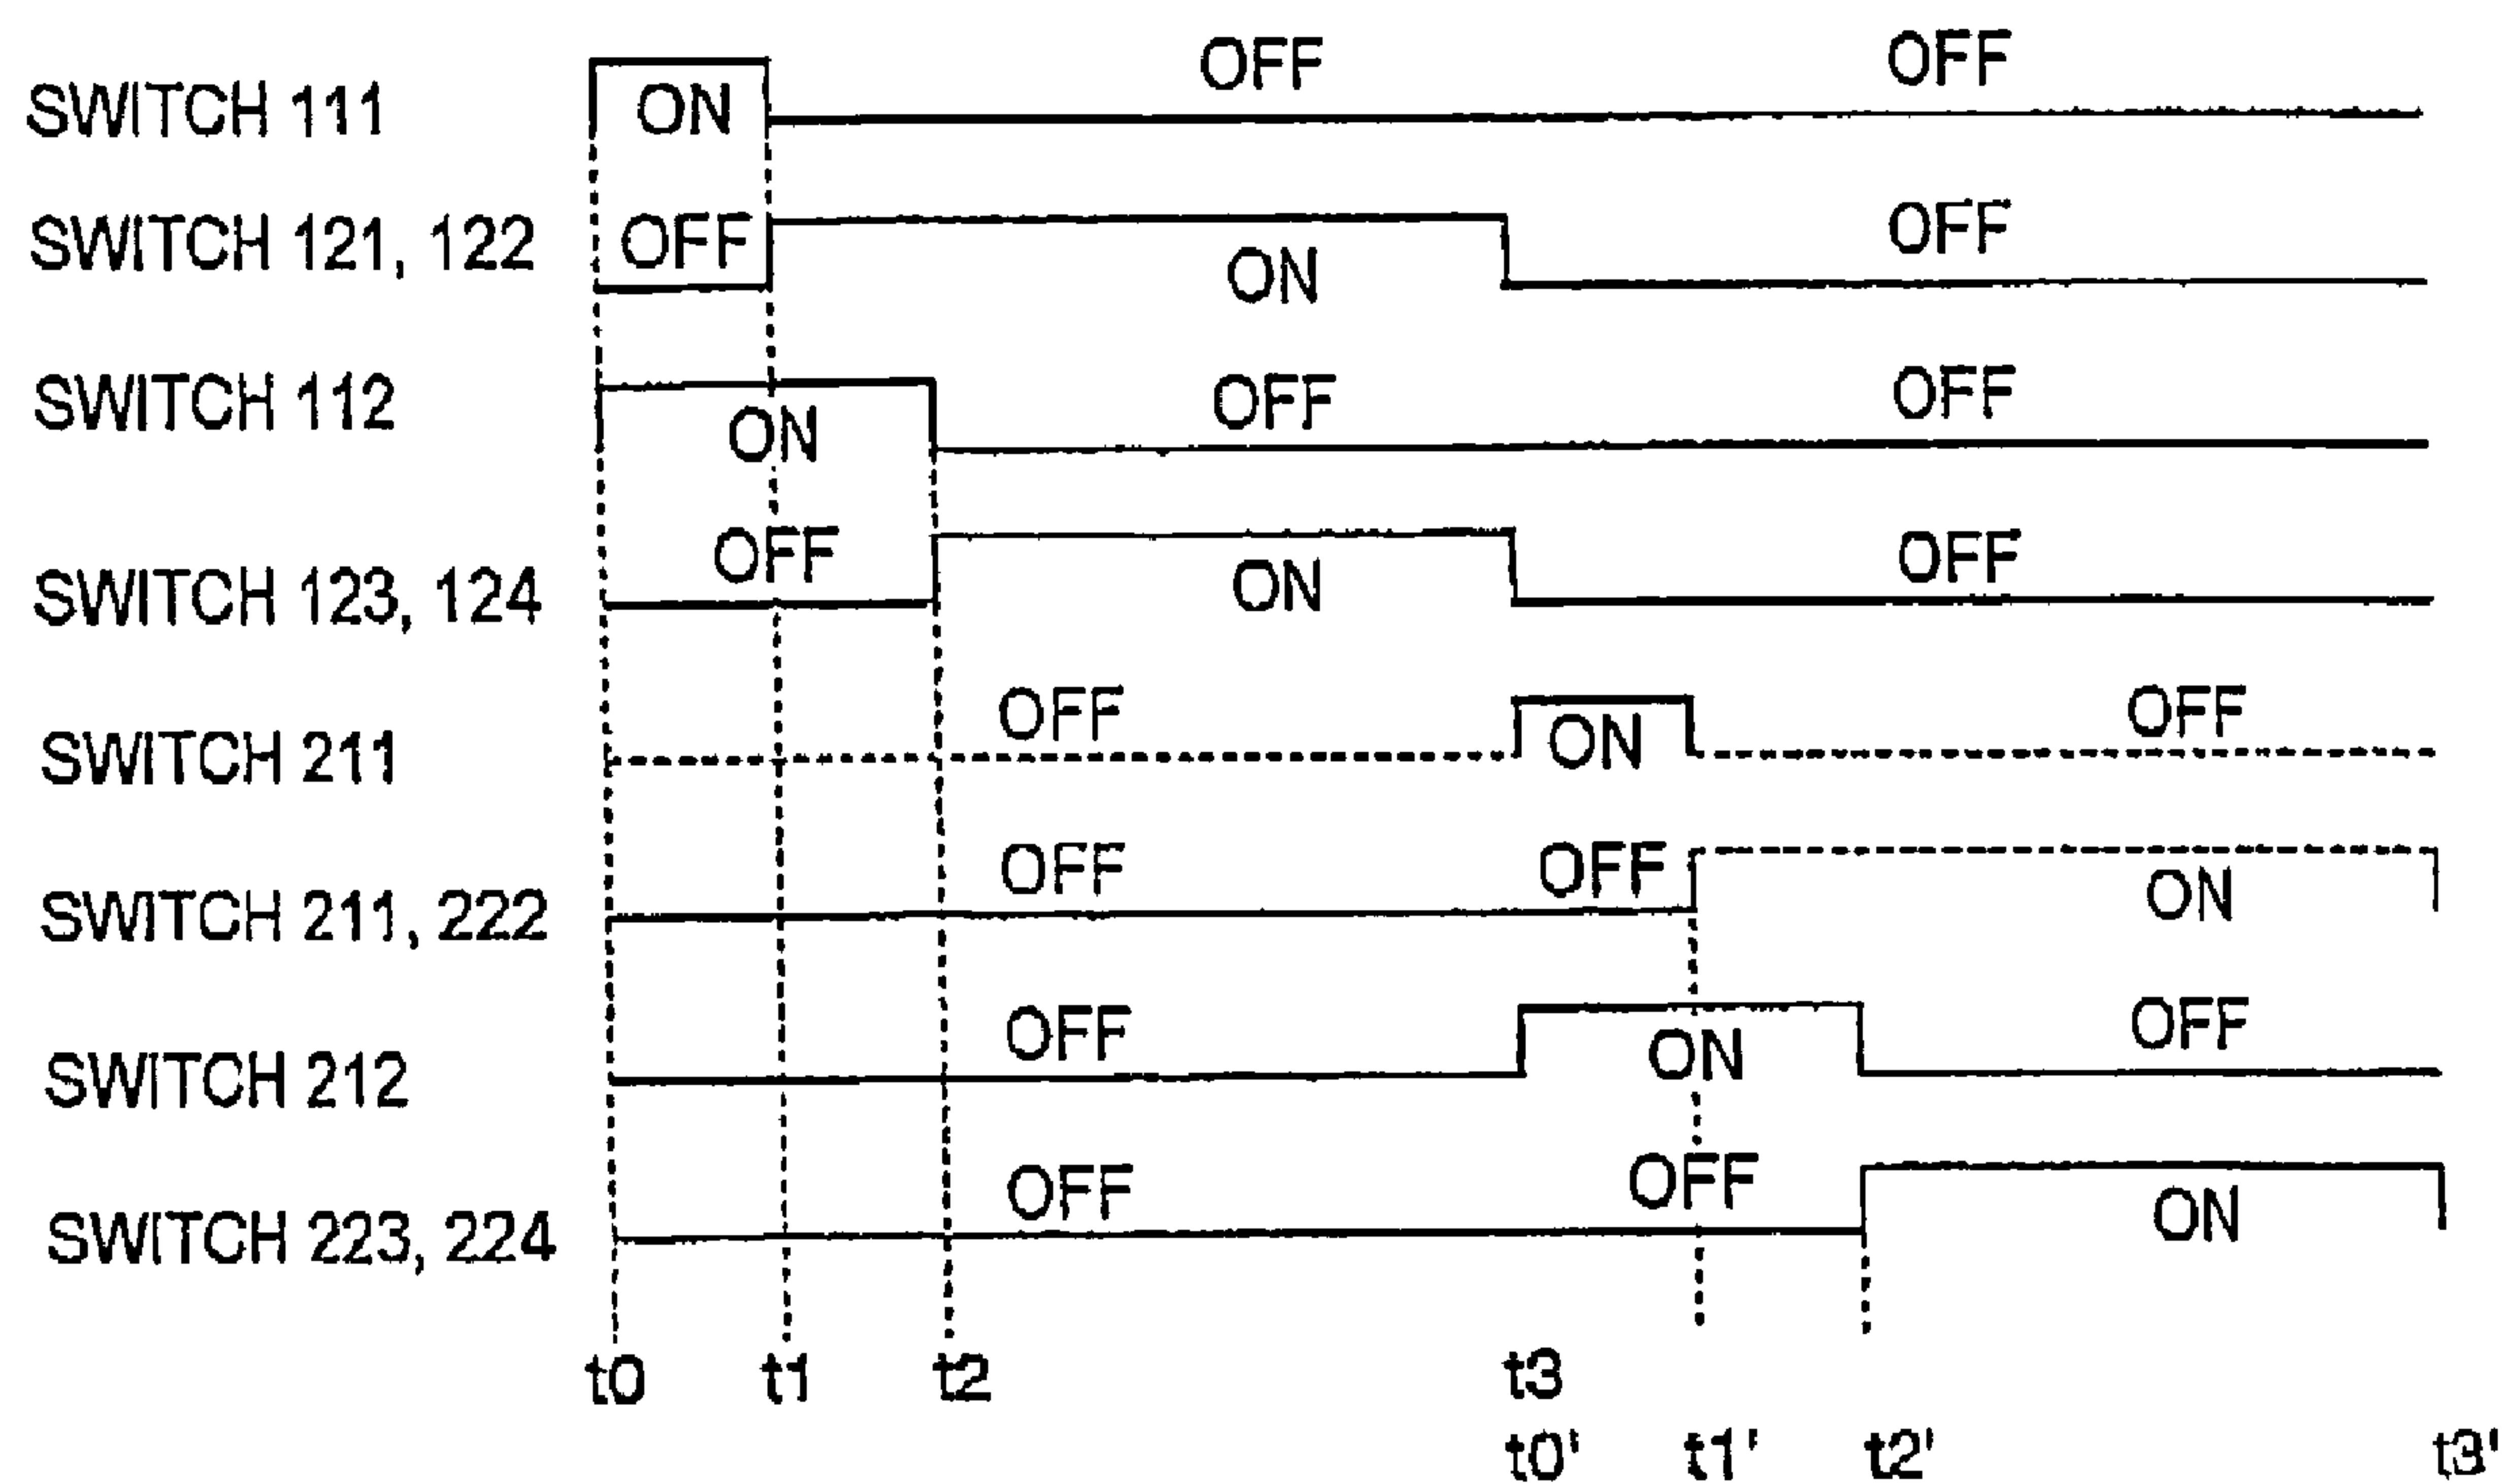 SWITCH 111 ON OFF OFF
SWITCH 121, 122 OFF ON OFF
SWITCH 112 ON OFF OFF
SWITCH 123, 124 OFF ON OFF
SWITCH 211 OFF ON OFF
SWITCH 211, 222 OFF OFF ON
SWITCH 212 OFF ON OFF
SWITCH 223, 224 OFF OFF ON
t0 t1 t2 t3
t0' t1' t2' t3'